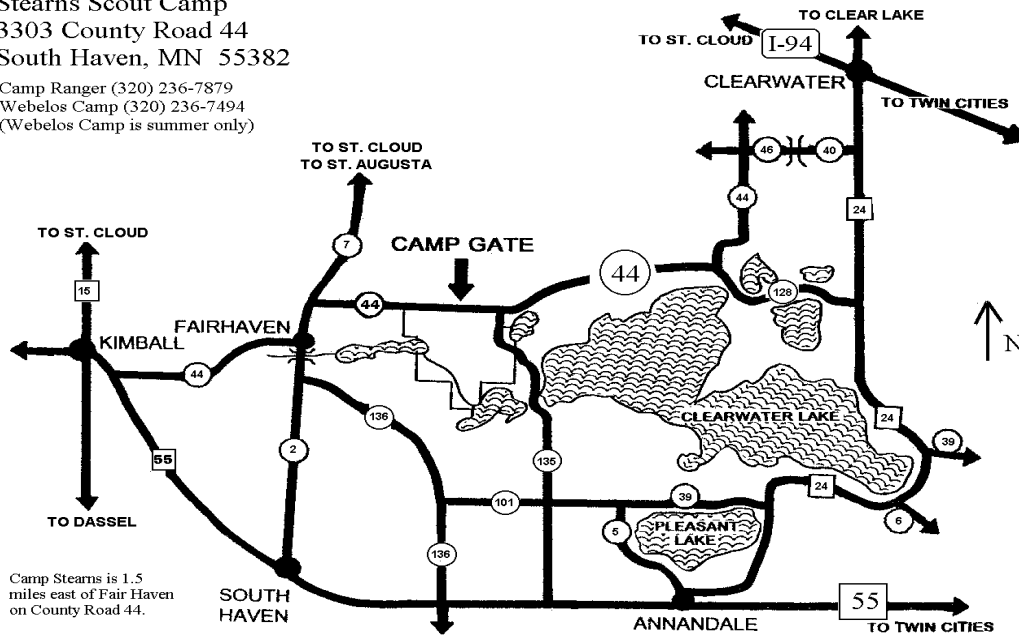 Stearns Scout Camp
3303 County Road 44
South Haven, MN 55382
Camp Ranger (320) 236-7879
Webelos Camp (320) 236-7494
(Webelos Camp is summer only)
TO CLEAR LAKE
TO ST. CLOUD
I-94
CLEARWATER
TO TWIN CITIES
46
40
44
24
TO ST. CLOUD
TO ST. AUGUSTA
7
CAMP GATE
44
128
N
TO ST. CLOUD
15
44
FAIRHAVEN
KIMBALL
44
136
CLEARWATER LAKE
24
39
2
55
135
24
39
101
6
5
PLEASANT
LAKE
TO DASSEL
136
Camp Stearns is 1.5
miles east of Fair Haven
on County Road 44.
SOUTH
HAVEN
55
ANNANDALE
TO TWIN CITIES